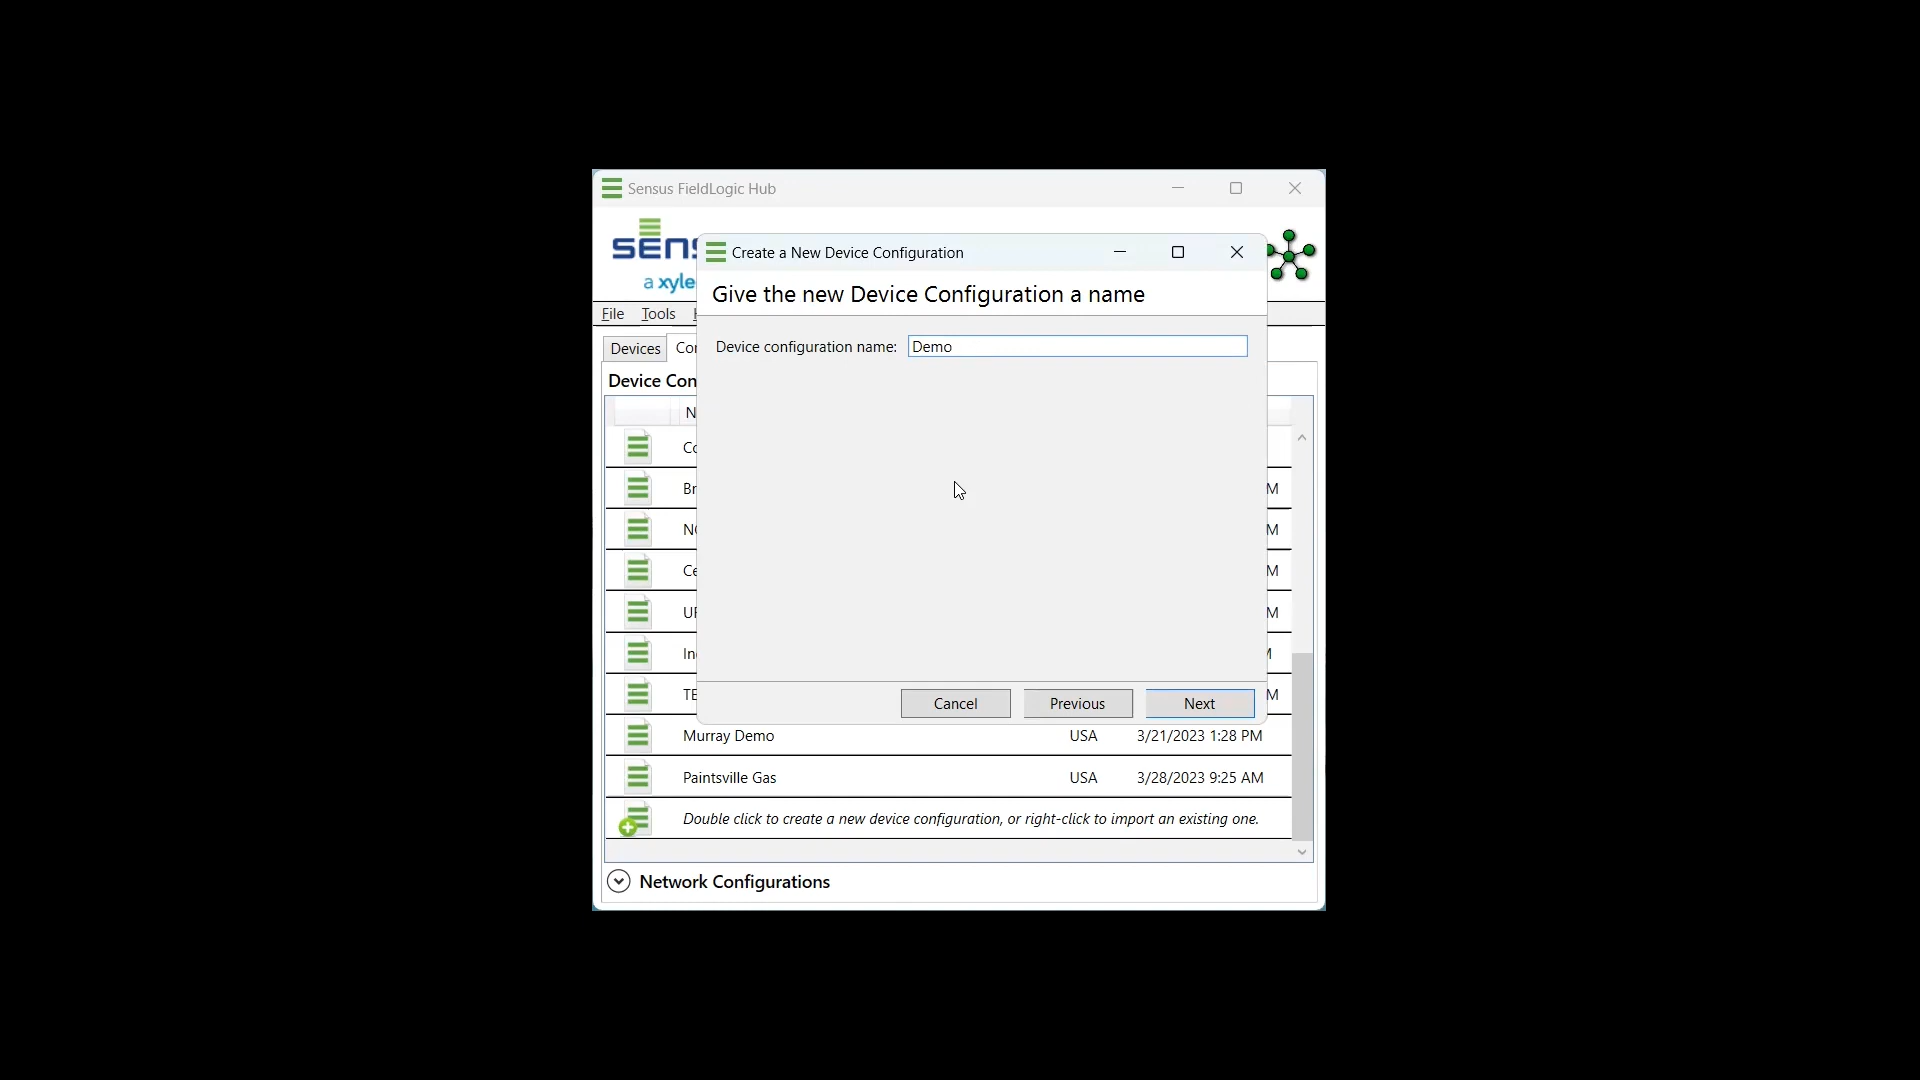 Sensus FieldLogic Hub
a xyle
Create a New Device Configuration
Give the new Device Configuration a name
File Tools
Devices
Device configuration name: Demo
Cancel Previous Next
Murray Demo USA 3/21/2023 1:28 PM
Paintsville Gas USA 3/28/2023 9:25 AM
Double click to create a new device configuration, or right-click to import an existing one.
Network Configurations